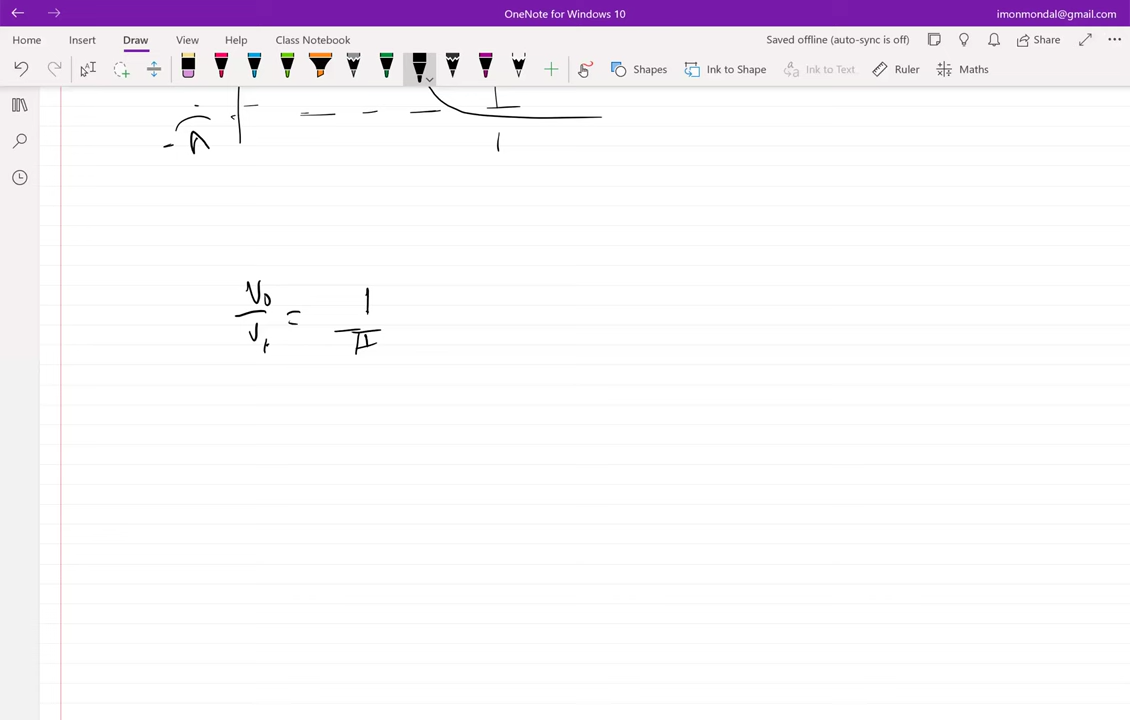 OneNote for Windows 10
imonmondal@gmail.com
Home Insert Draw View Help Class Notebook
Saved offline (auto-sync is off) Share
Shapes Ink to Shape Ink to Text Ruler Maths
V0 / V = 1 /